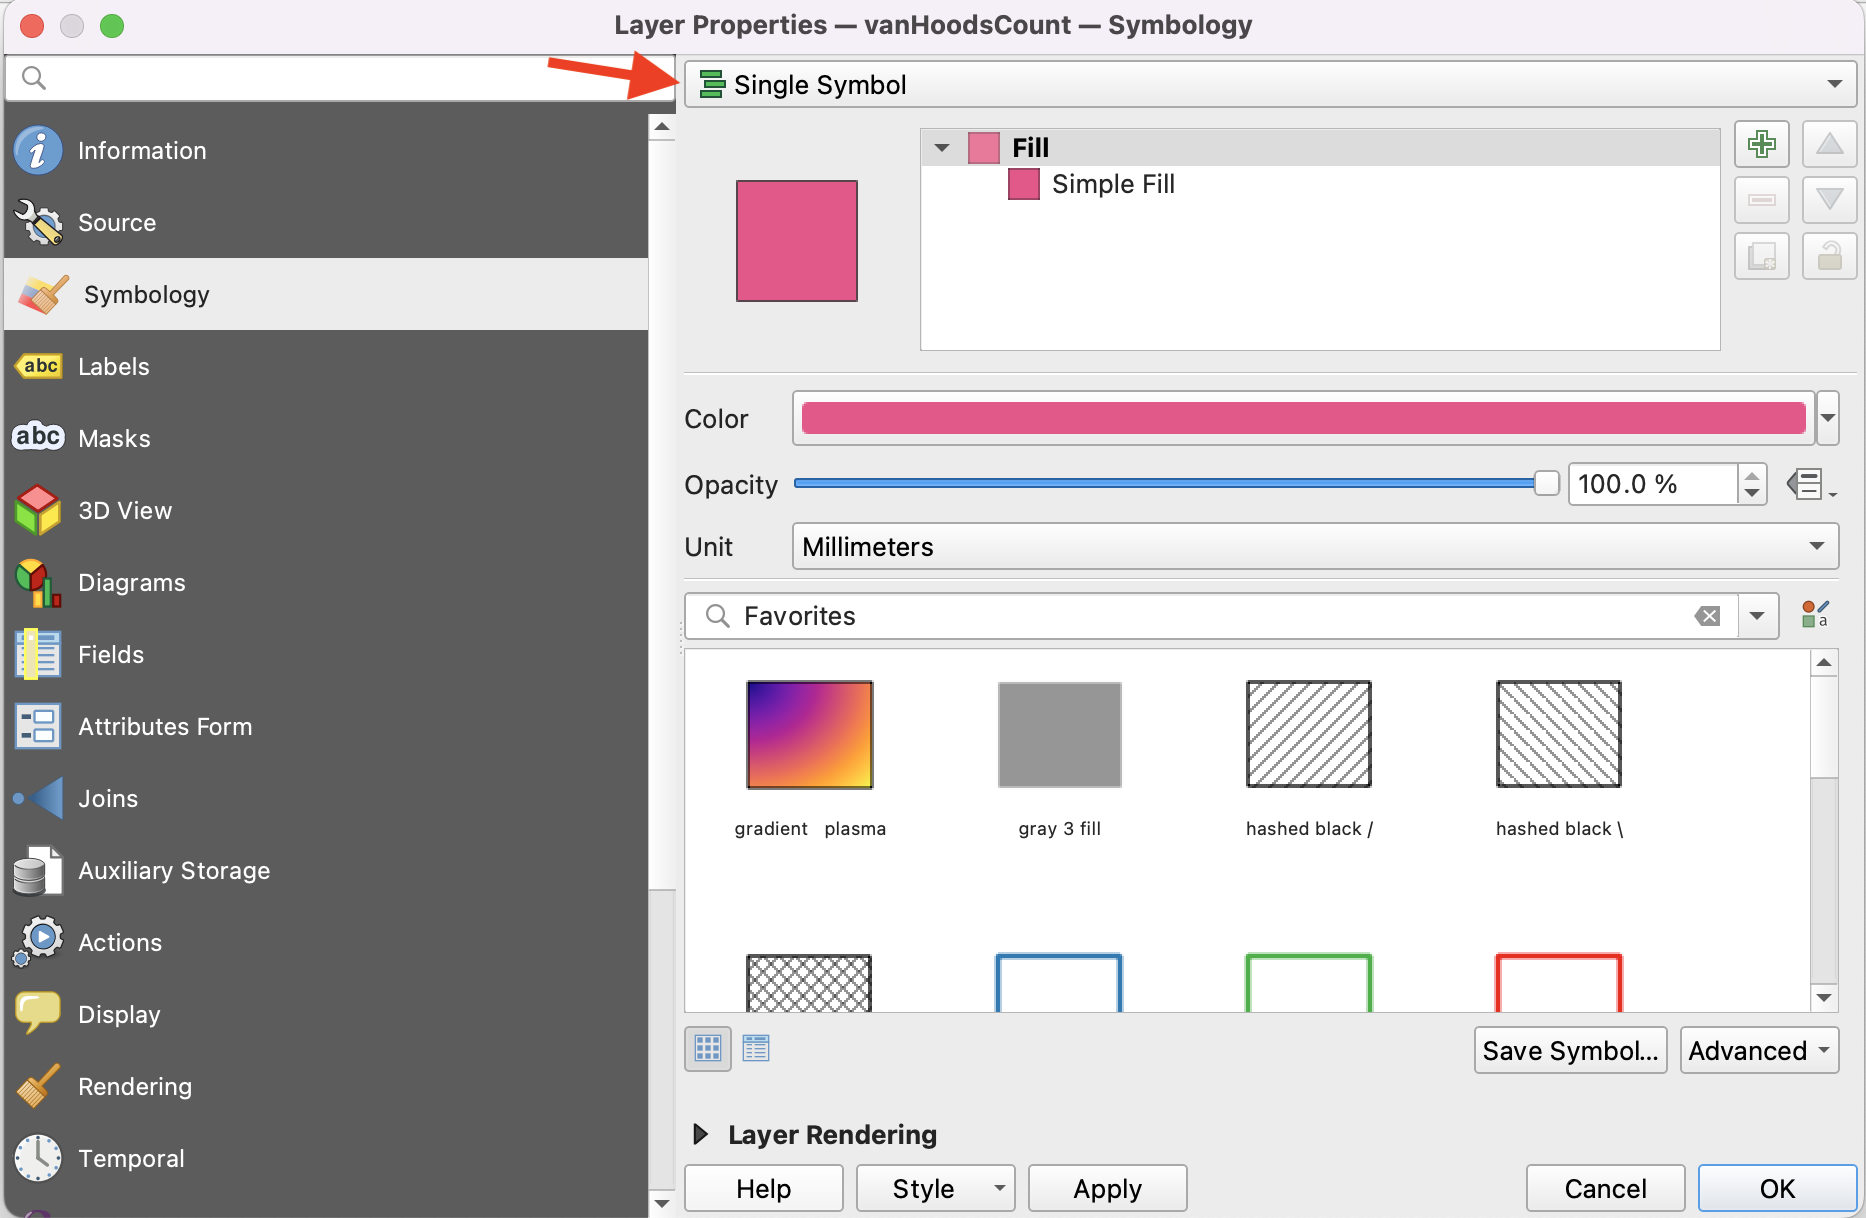 Layer Properties — vanHoodsCount — Symbology
Single Symbol
Information
Source
Symbology
abc Labels
abc Masks
3D View
Diagrams
Fields
Attributes Form
Joins
Auxiliary Storage
Actions
Display
Rendering
Temporal
Fill
Simple Fill
Color
Opacity 100.0 %
Unit Millimeters
Favorites
a
gradient plasma
gray 3 fill
hashed black /
hashed black \
Save Symbol...
Advanced
Layer Rendering
Help
Style
Apply
Cancel
OK